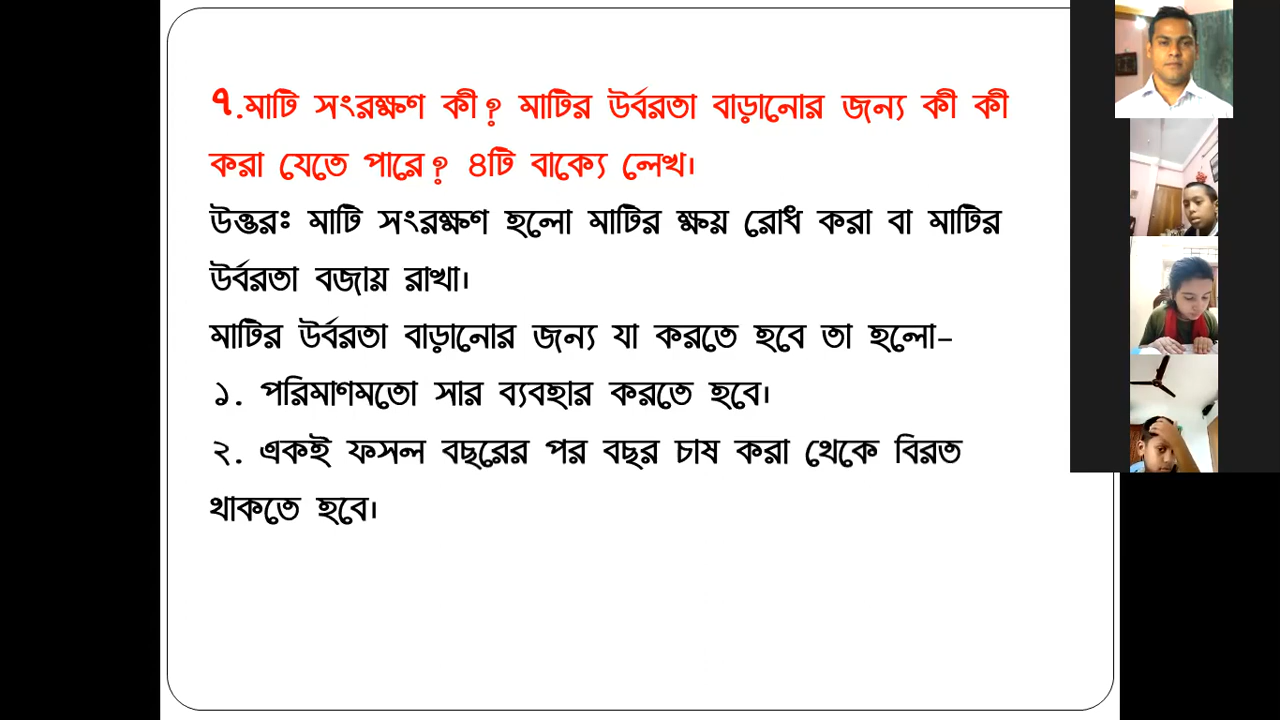 ৭.মাটি সংরক্ষণ কী? মাটির উর্বরতা বাড়ানোর জন্য কী কী
করা যেতে পারে? ৪টি বাক্যে লেখ।
উত্তরঃ মাটি সংরক্ষণ হলো মাটির ক্ষয় রোধ করা বা মাটির
উর্বরতা বজায় রাখা।
মাটির উর্বরতা বাড়ানোর জন্য যা করতে হবে তা হলো-
১. পরিমাণমতো সার ব্যবহার করতে হবে।
২. একই ফসল বছরের পর বছর চাষ করা থেকে বিরত
থাকতে হবে।